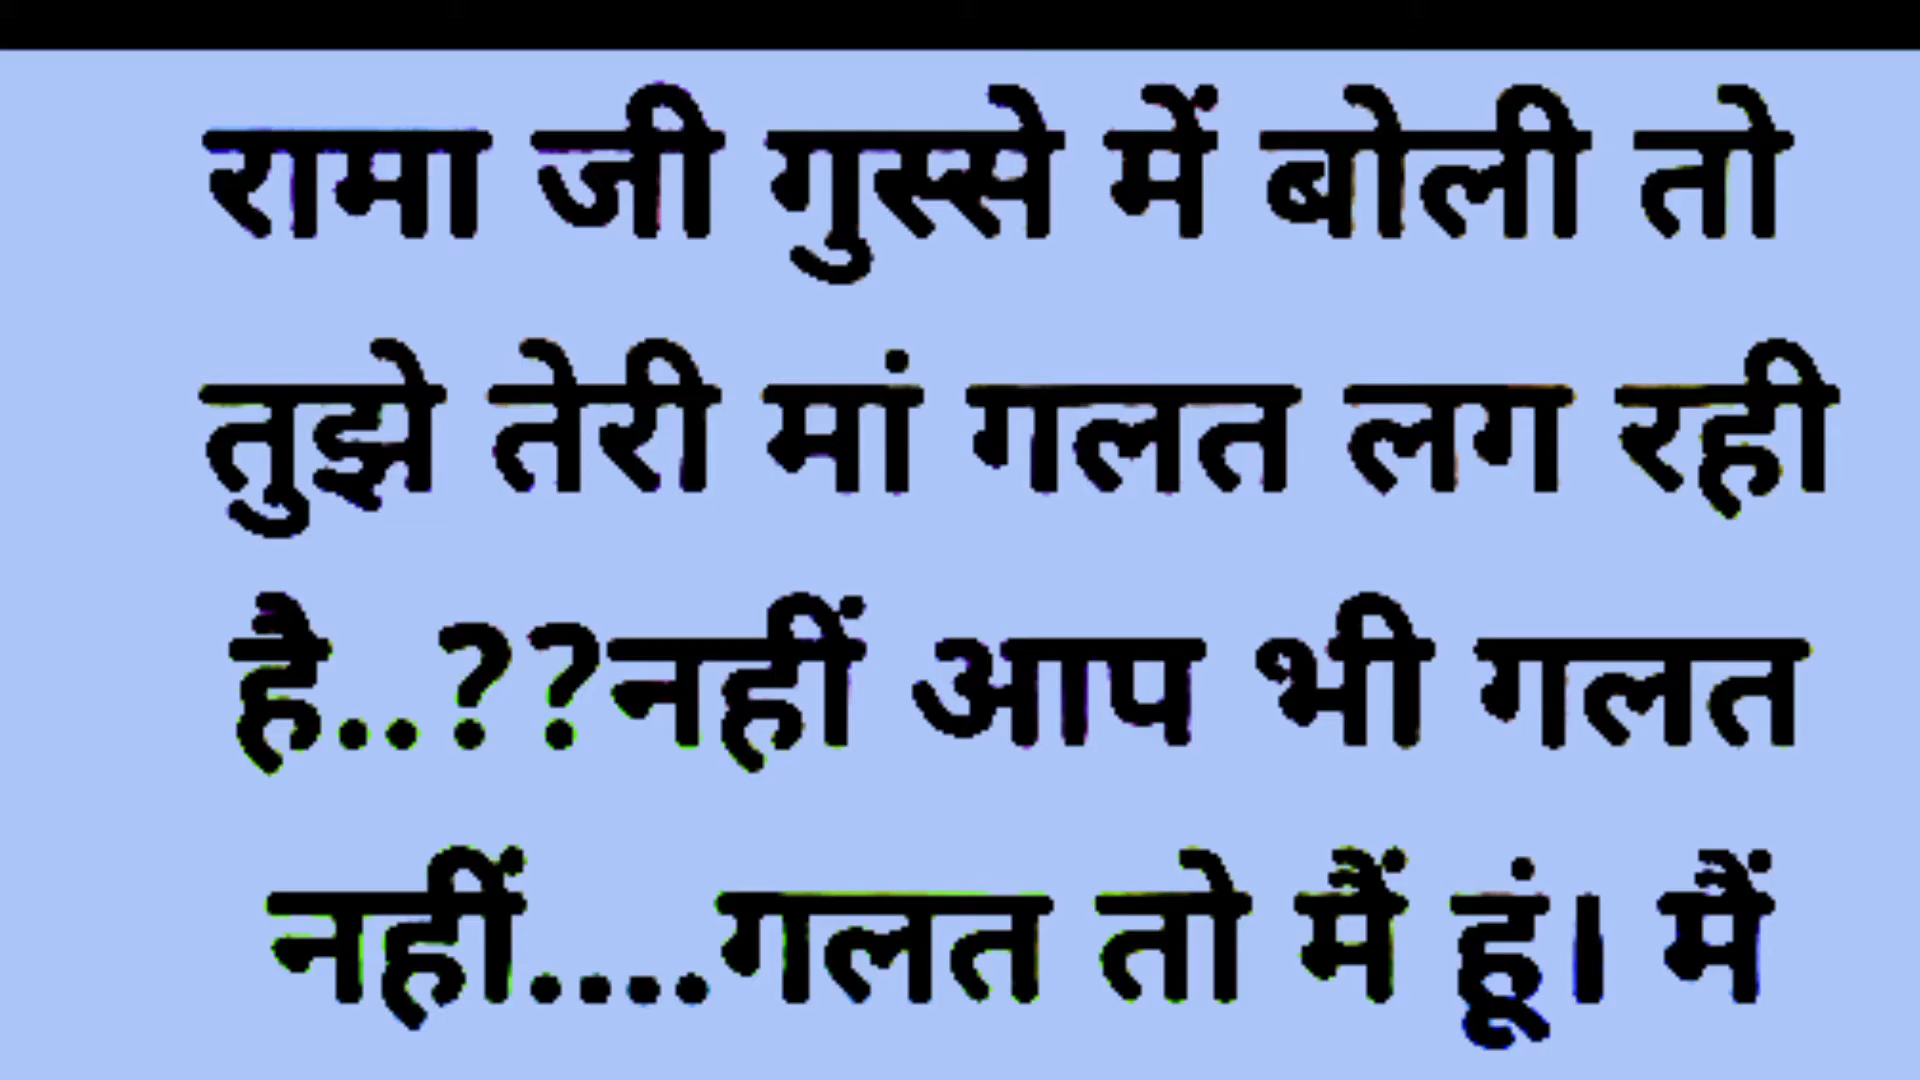 रामा जी गुस्से में बोली तो
तुझे तेरी मां गलत लग रही
है..??नहीं आप भी गलत
नहीं....गलत तो मैं हूं। मैं